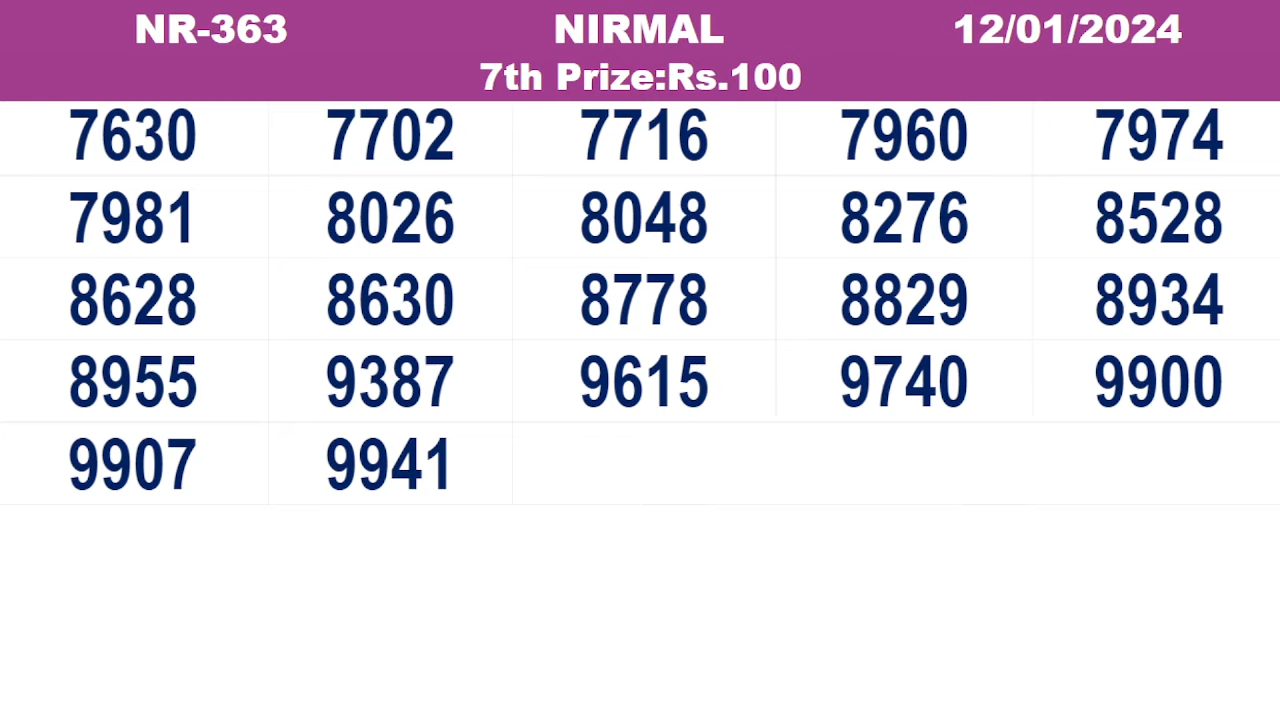 NR-363 NIRMAL 12/01/2024
7th Prize:Rs.100
7630 7702 7716 7960 7974
7981 8026 8048 8276 8528
8628 8630 8778 8829 8934
8955 9387 9615 9740 9900
9907 9941